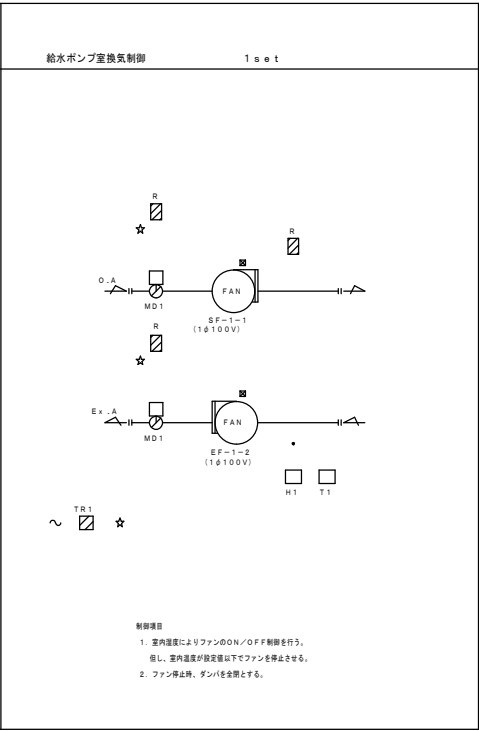 給水ポンプ室換気制御 1set
R
R
O.A
FAN
MD1
SF-1-1
(1φ100V)
R
Ex.A
FAN
MD1
EF-1-2
(1φ100V)
H1 T1
TR1
制御項目
1. 室内湿度によりファンのON/OFF制御を行う。
但し、室内温度が設定値以下でファンを停止させる。
2. ファン停止時、ダンパを全閉とする。